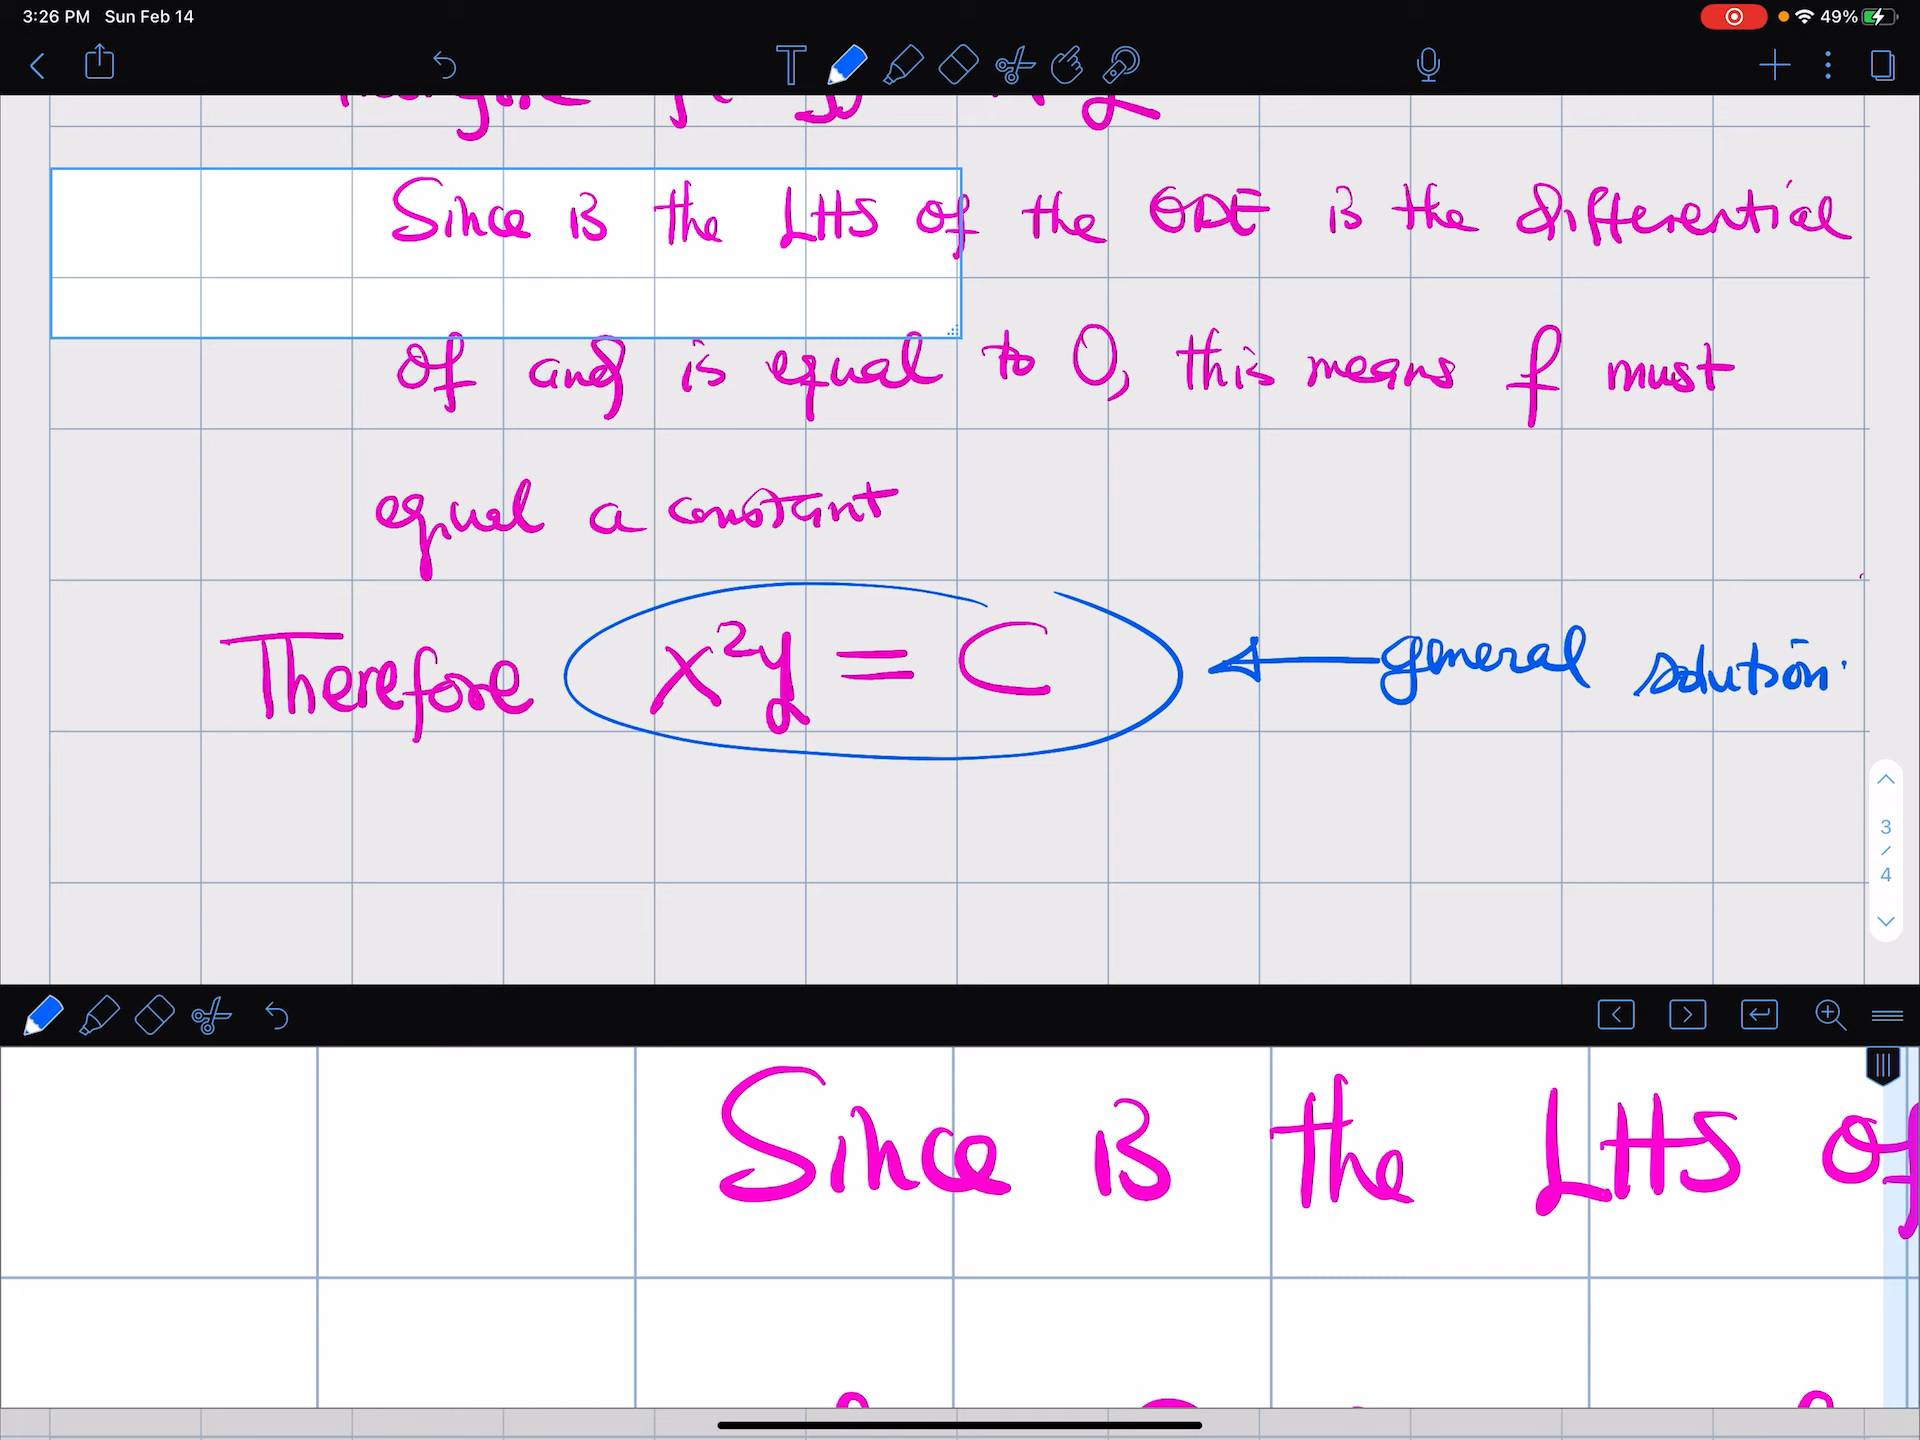 3:26 PM Sun Feb 14
49%
Since is the LHS of the ODE is the differential
of and is equal to 0, this means f must
equal a constant
Therefore x²y = C ← general solution.
3
/
4
Since is the LHS of